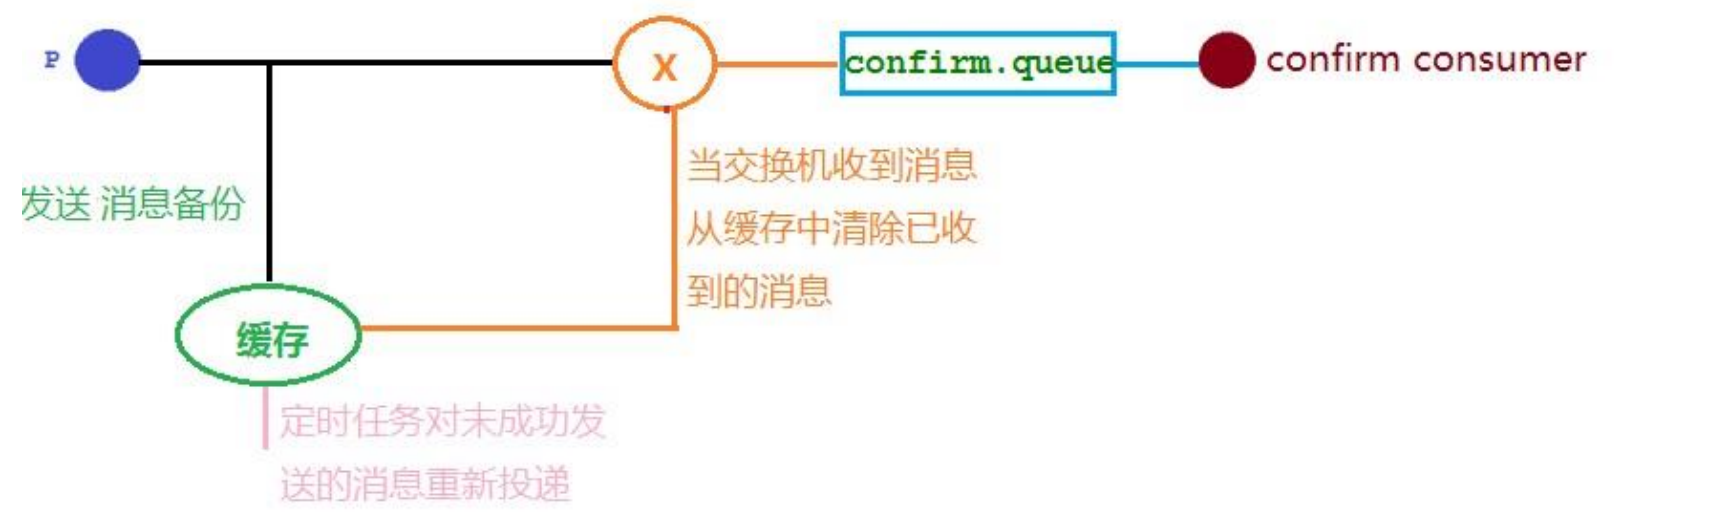 P
X
confirm.queue
confirm consumer
当交换机收到消息
从缓存中清除已收
到的消息
发送 消息备份
缓存
定时任务对未成功发
送的消息重新投递